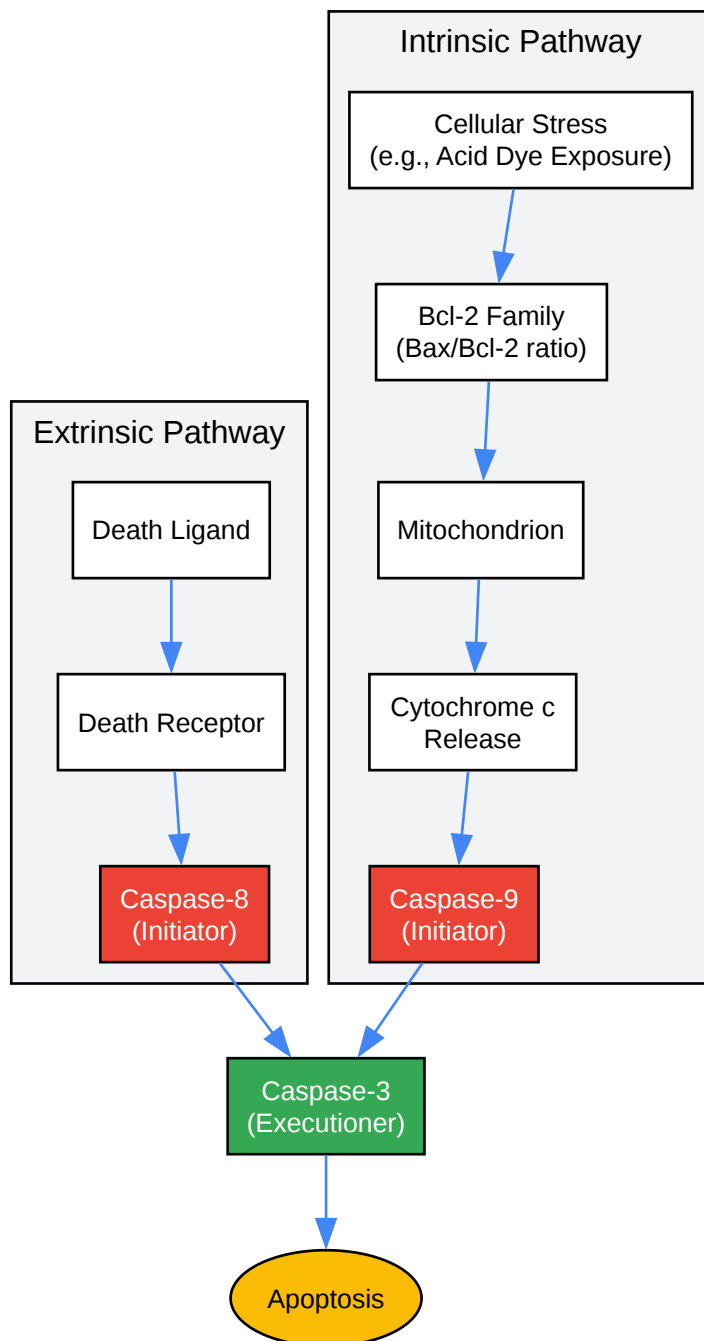 Intrinsic Pathway
Cellular Stress
(e.g., Acid Dye Exposure)
Bcl-2 Family
(Bax/Bcl-2 ratio)
Mitochondrion
Cytochrome c
Release
Caspase-9
(Initiator)
Extrinsic Pathway
Death Ligand
Death Receptor
Caspase-8
(Initiator)
Caspase-3
(Executioner)
Apoptosis